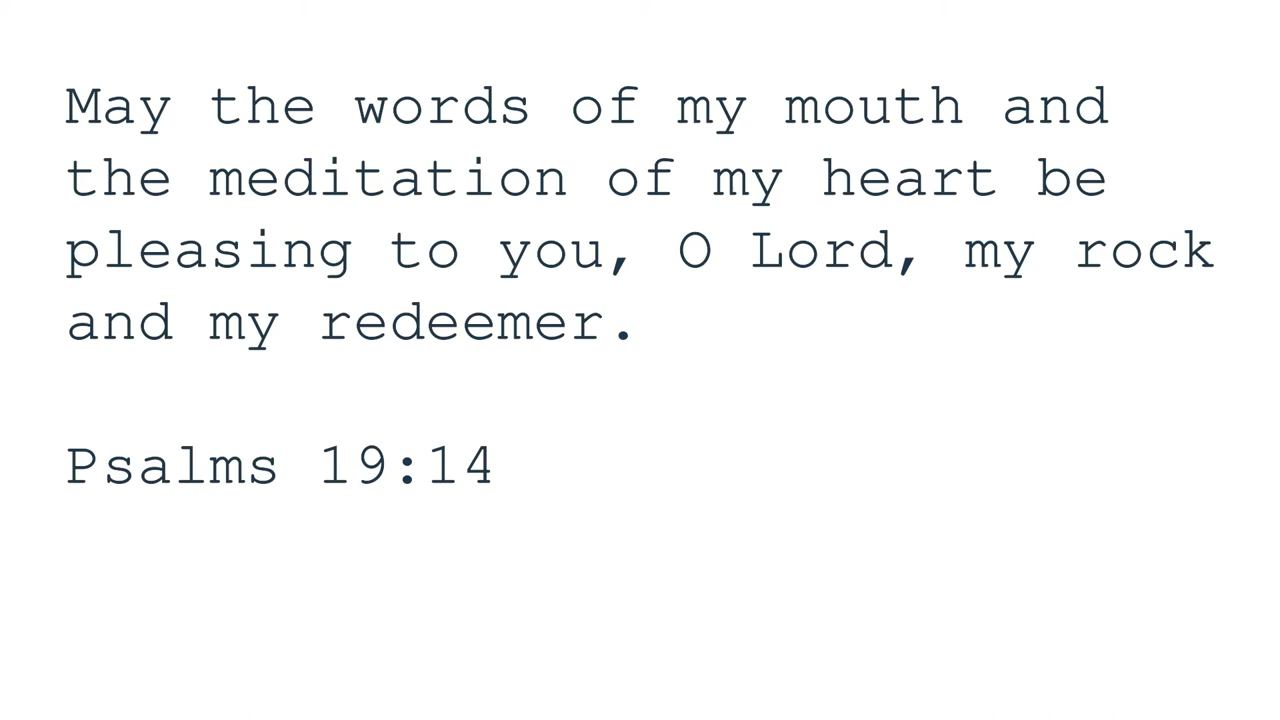 May the words of my mouth and
the meditation of my heart be
pleasing to you, O Lord, my rock
and my redeemer.
Psalms 19:14